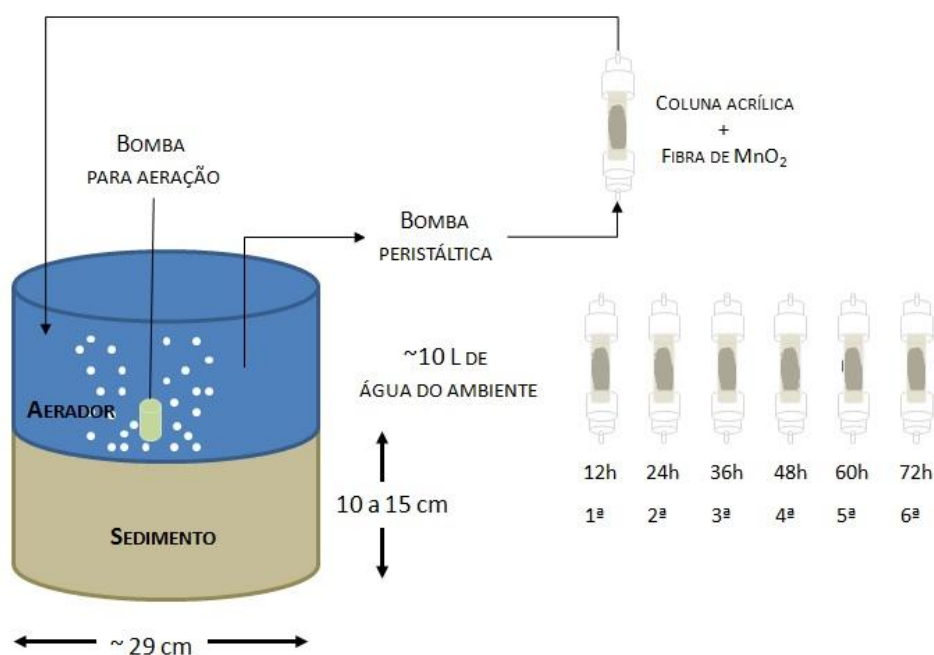 BOMBA
PARA AERAÇÃO
COLUNA ACRÍLICA
+
FIBRA DE MnO₂
BOMBA
PERISTÁLTICA
AERADOR
~10 L DE
ÁGUA DO AMBIENTE
SEDIMENTO
10 a 15 cm
~ 29 cm
12h 24h 36h 48h 60h 72h
1ª 2ª 3ª 4ª 5ª 6ª